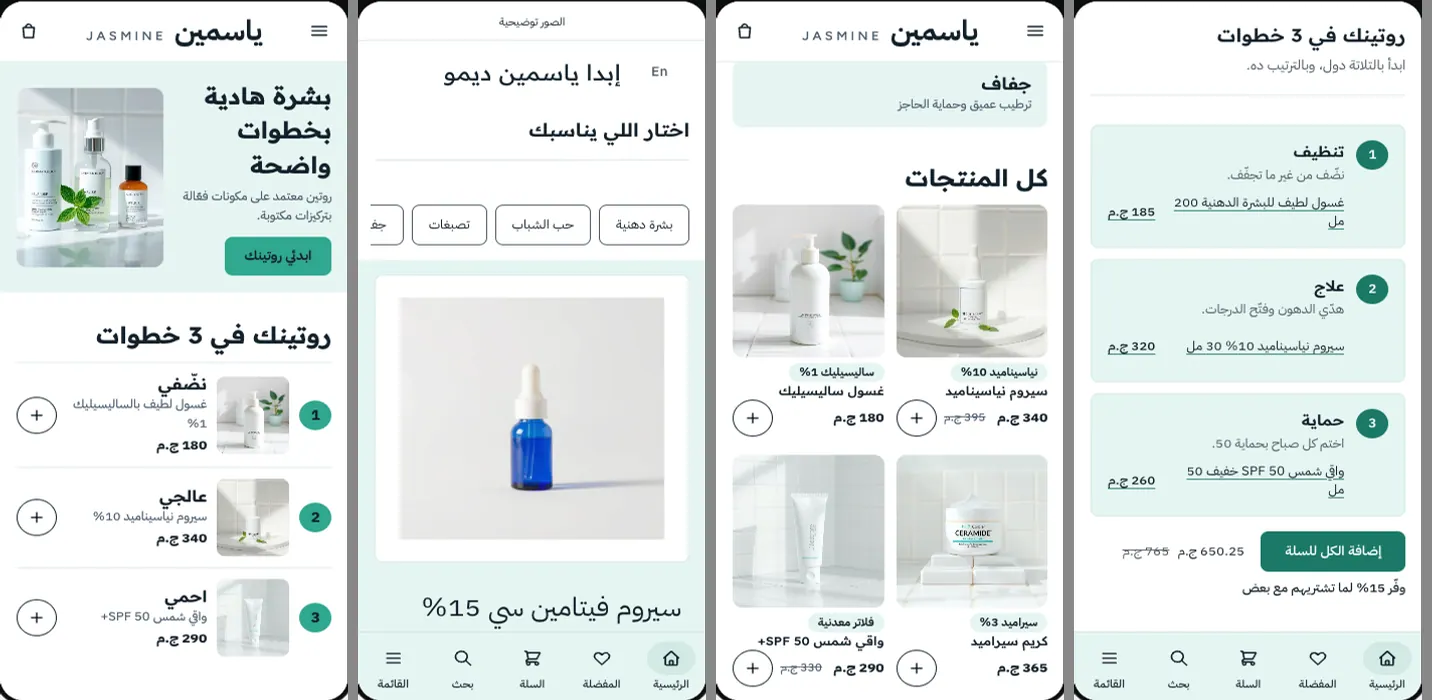 ياسمين JASMINE
بشرة هادية
بخطوات
واضحة
روتين معتمد على مكونات فعّالة
بتركيزات مكتوبة.
ابدئي روتينك
روتينك في 3 خطوات
1
نضّفي
غسول لطيف بالساليسيليك
1%
180 ج.م
2
عالجي
سيروم نياسيناميد 10%
340 ج.م
3
احمي
واقي شمس SPF 50+
290 ج.م
الصور توضيحية
إبدا ياسمين ديمو
En
اختار اللي يناسبك
بشرة دهنية
حب الشباب
تصبغات
جف
سيروم فيتامين سي 15%
الرئيسية
المفضلة
السلة
بحث
القائمة
ياسمين JASMINE
جفاف
ترطيب عميق وحماية الحاجز
كل المنتجات
نياسيناميد 10%
سيروم نياسيناميد
340 ج.م 395 ج.م
ساليسيليك 1%
غسول ساليسيليك
180 ج.م
CERAMIDE
سيراميد 3%
كريم سيراميد
365 ج.م
فلاتر معدنية
واقي شمس SPF 50+
290 ج.م 330 ج.م
روتينك في 3 خطوات
ابدأ بالتلاتة دول، وبالترتيب ده.
1
تنظيف
نضّف من غير ما تجفّف.
غسول لطيف للبشرة الدهنية 200
مل
185 ج.م
2
علاج
هدّي الدهون وفتّح الدرجات.
سيروم نياسيناميد 10% 30 مل
320 ج.م
3
حماية
اختم كل صباح بحماية 50.
واقي شمس SPF 50 خفيف 50
مل
260 ج.م
إضافة الكل للسلة
650.25 ج.م 765 ج.م
وفّر 15% لما تشتريهم مع بعض
الرئيسية
المفضلة
السلة
بحث
القائمة